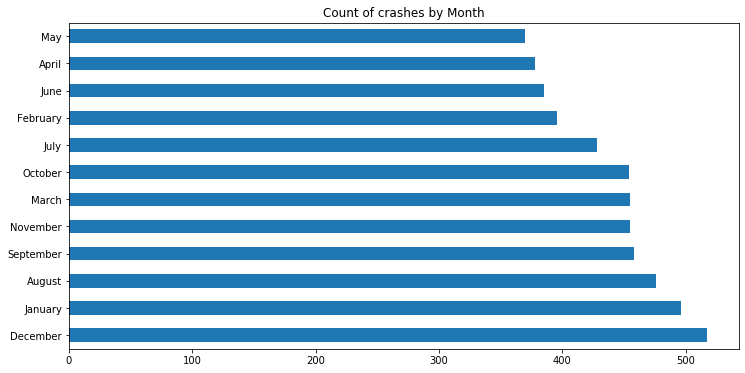 Count of crashes by Month
May
April
June
February
July
October
March
November
September
August
January
December
0 100 200 300 400 500